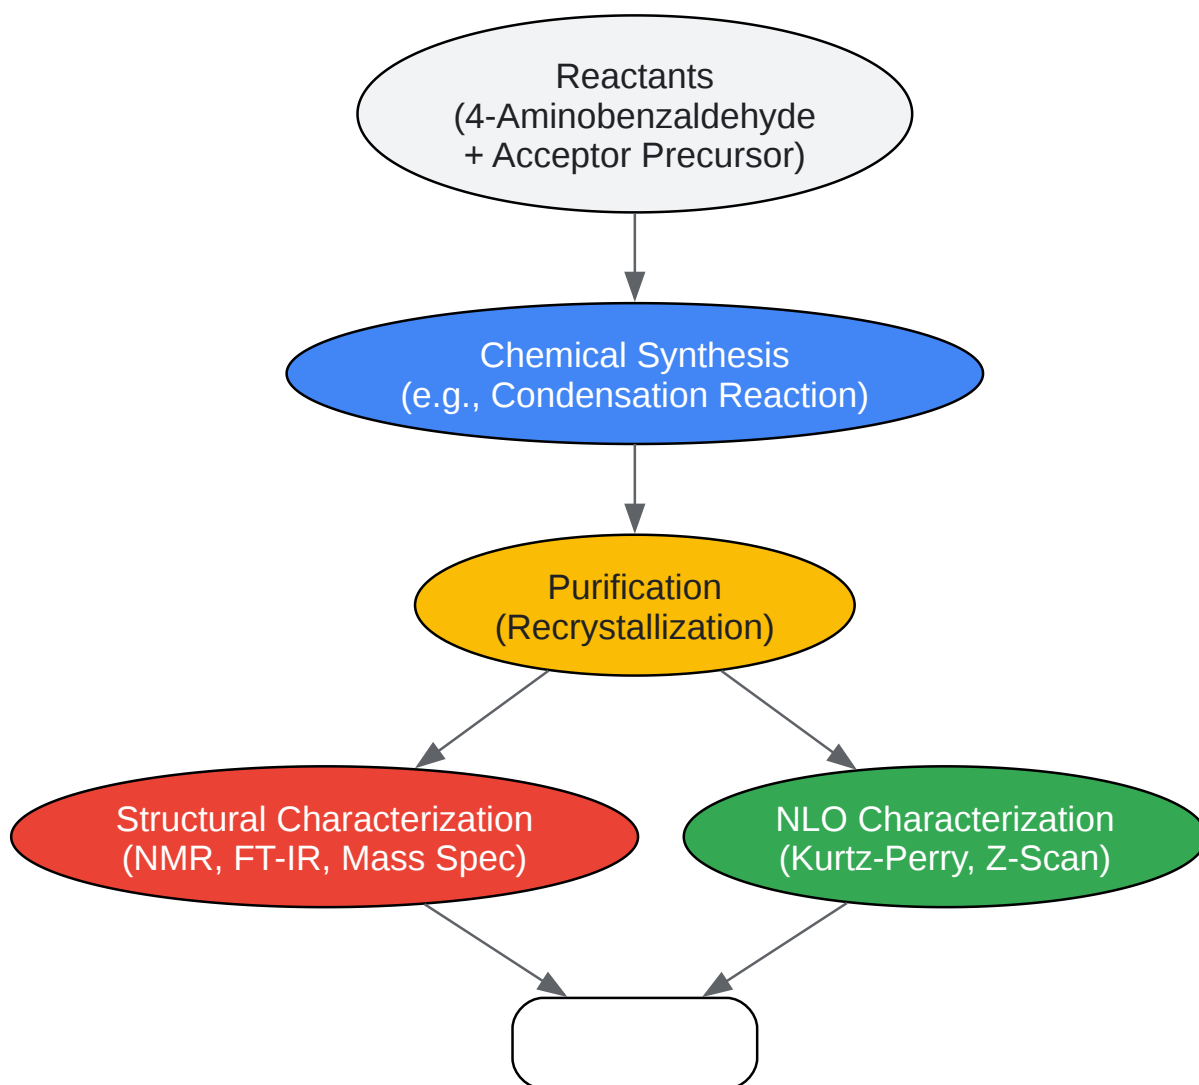 Reactants
(4-Aminobenzaldehyde
+ Acceptor Precursor)
Chemical Synthesis
(e.g., Condensation Reaction)
Purification
(Recrystallization)
Structural Characterization
(NMR, FT-IR, Mass Spec)
NLO Characterization
(Kurtz-Perry, Z-Scan)